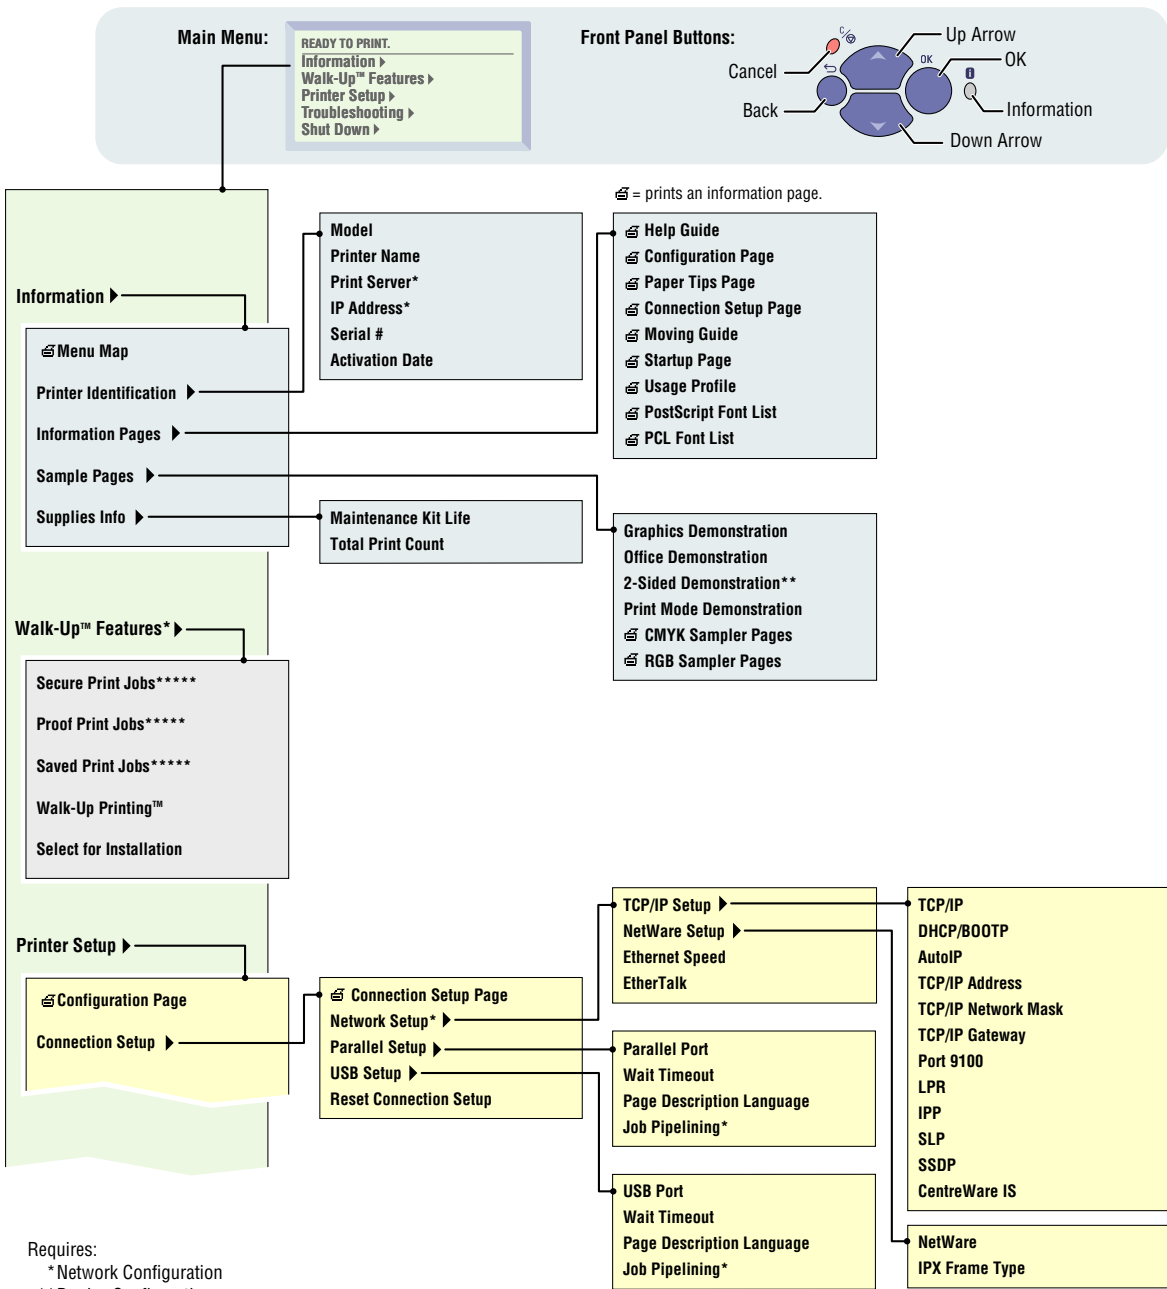 Main Menu:
READY TO PRINT.
Information
Walk-Up™ Features
Printer Setup
Troubleshooting
Shut Down
Front Panel Buttons:
C/
Up Arrow
OK
OK
Cancel
i
Back
Information
Down Arrow
= prints an information page.
Information
Menu Map
Printer Identification
Information Pages
Sample Pages
Supplies Info
Model
Printer Name
Print Server*
IP Address*
Serial #
Activation Date
Help Guide
Configuration Page
Paper Tips Page
Connection Setup Page
Moving Guide
Startup Page
Usage Profile
PostScript Font List
PCL Font List
Maintenance Kit Life
Total Print Count
Graphics Demonstration
Office Demonstration
2-Sided Demonstration**
Print Mode Demonstration
CMYK Sampler Pages
RGB Sampler Pages
Walk-Up™ Features*
Secure Print Jobs*****
Proof Print Jobs*****
Saved Print Jobs*****
Walk-Up Printing™
Select for Installation
Printer Setup
Configuration Page
Connection Setup
Connection Setup Page
Network Setup*
Parallel Setup
USB Setup
Reset Connection Setup
TCP/IP Setup
NetWare Setup
Ethernet Speed
EtherTalk
Parallel Port
Wait Timeout
Page Description Language
Job Pipelining*
USB Port
Wait Timeout
Page Description Language
Job Pipelining*
TCP/IP
DHCP/BOOTP
AutoIP
TCP/IP Address
TCP/IP Network Mask
TCP/IP Gateway
Port 9100
LPR
IPP
SLP
SSDP
CentreWare IS
NetWare
IPX Frame Type
Requires:
*Network Configuration